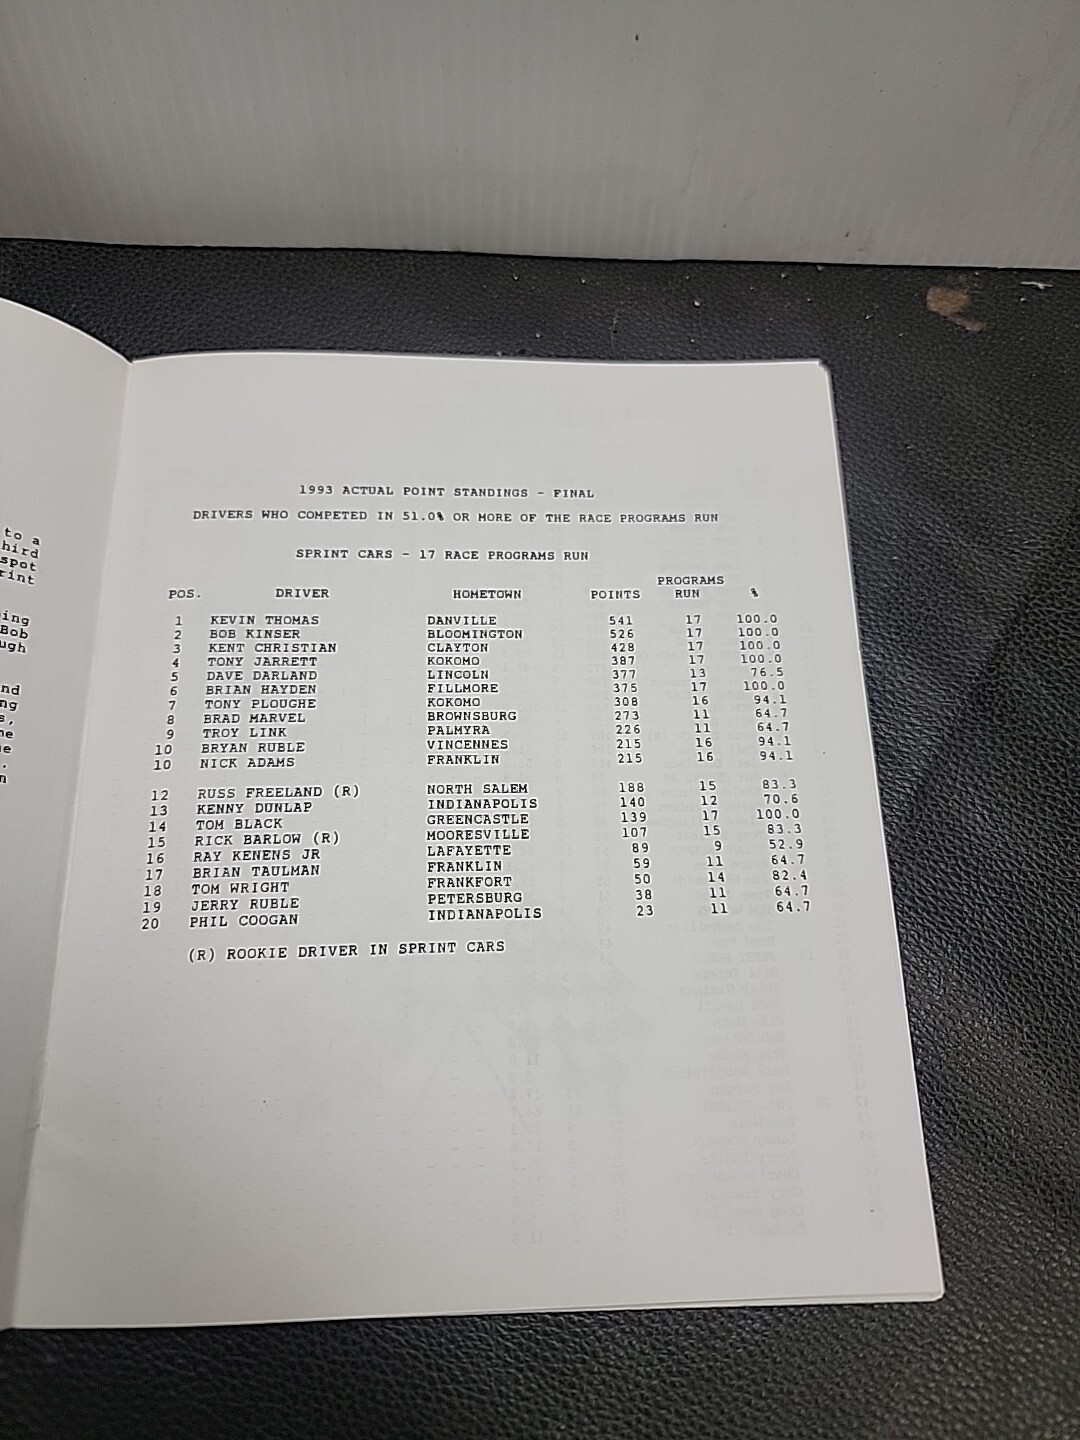 to a
hird
spot
rint
ing
Bob
ugh
nd
ng
s,
me
e
.
n
1993 ACTUAL POINT STANDINGS - FINAL
DRIVERS WHO COMPETED IN 51.0% OR MORE OF THE RACE PROGRAMS RUN
SPRINT CARS - 17 RACE PROGRAMS RUN
PROGRAMS
POS. DRIVER HOMETOWN POINTS RUN %
1 KEVIN THOMAS DANVILLE 541 17 100.0
2 BOB KINSER BLOOMINGTON 526 17 100.0
3 KENT CHRISTIAN CLAYTON 428 17 100.0
4 TONY JARRETT KOKOMO 387 17 100.0
5 DAVE DARLAND LINCOLN 377 13 76.5
6 BRIAN HAYDEN FILLMORE 375 17 100.0
7 TONY PLOUGHE KOKOMO 308 16 94.1
8 BRAD MARVEL BROWNSBURG 273 11 64.7
9 TROY LINK PALMYRA 226 11 64.7
10 BRYAN RUBLE VINCENNES 215 16 94.1
10 NICK ADAMS FRANKLIN 215 16 94.1
12 RUSS FREELAND (R) NORTH SALEM 188 15 83.3
13 KENNY DUNLAP INDIANAPOLIS 140 12 70.6
14 TOM BLACK GREENCASTLE 139 17 100.0
15 RICK BARLOW (R) MOORESVILLE 107 15 83.3
16 RAY KENENS JR LAFAYETTE 89 9 52.9
17 BRIAN TAULMAN FRANKLIN 59 11 64.7
18 TOM WRIGHT FRANKFORT 50 14 82.4
19 JERRY RUBLE PETERSBURG 38 11 64.7
20 PHIL COOGAN INDIANAPOLIS 23 11 64.7
(R) ROOKIE DRIVER IN SPRINT CARS